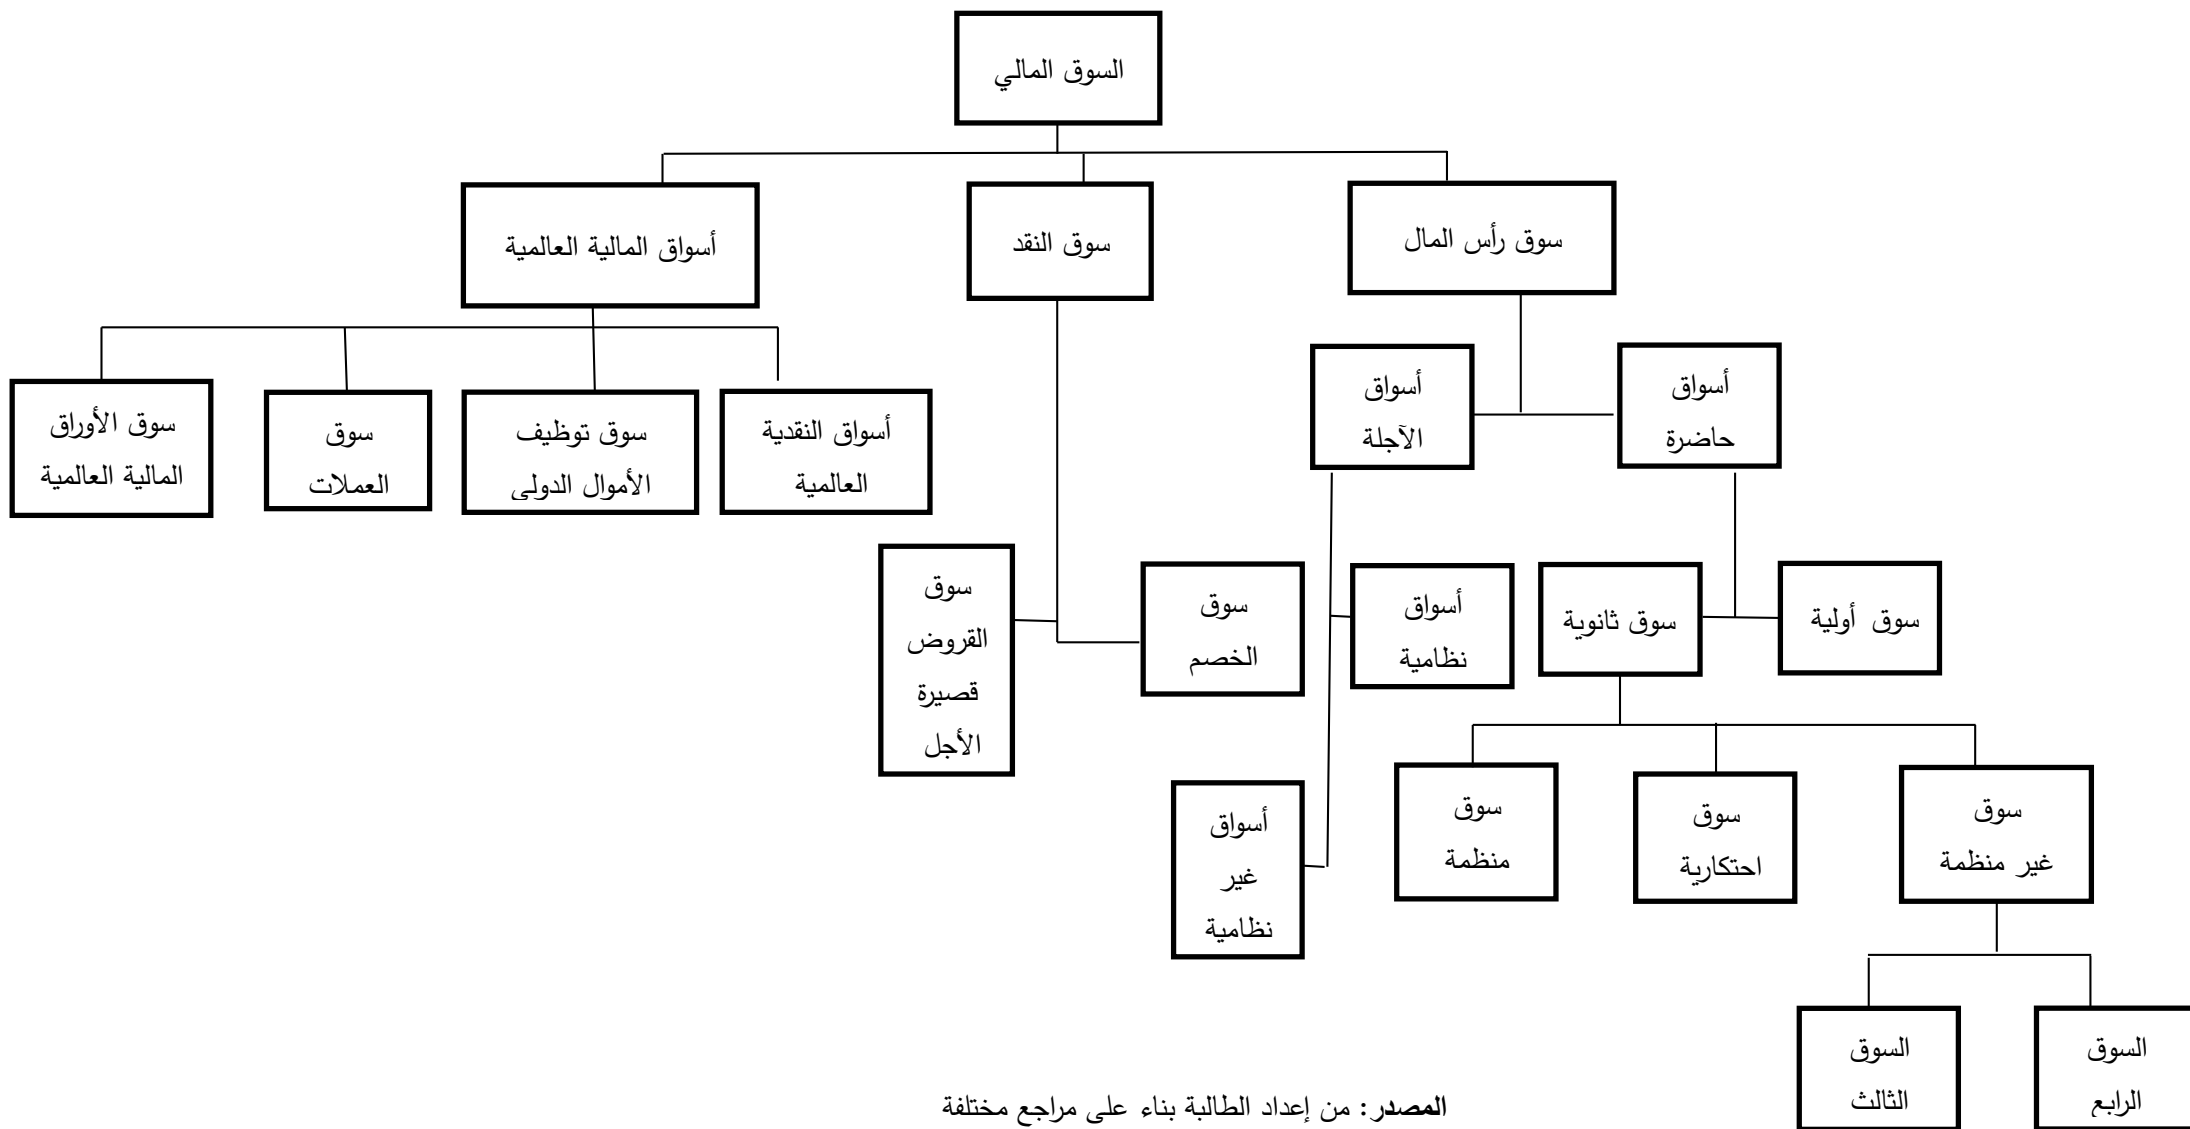 السوق المالي
سوق رأس المال
سوق النقد
أسواق المالية العالمية
أسواق
حاضرة
أسواق
الآجلة
أسواق النقدية
العالمية
سوق توظيف
الأموال الدولي
سوق
العملات
سوق الأوراق
المالية العالمية
سوق أولية
سوق ثانوية
أسواق
نظامية
سوق
الخصم
سوق
القروض
قصيرة
الأجل
سوق
غير منظمة
سوق
احتكارية
سوق
منظمة
أسواق
غير
نظامية
السوق
الرابع
السوق
الثالث
المصدر: من إعداد الطالبة بناء على مراجع مختلفة